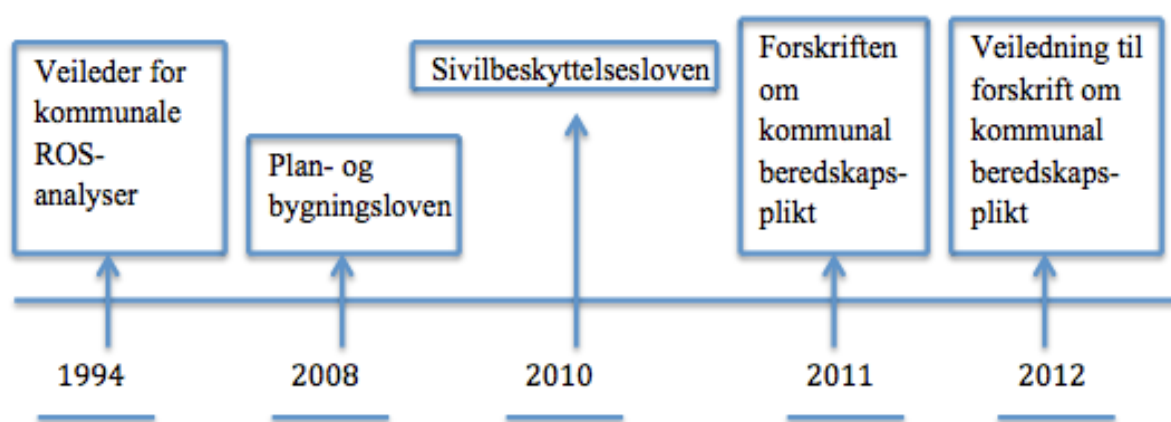 Veileder for
kommunale
ROS-
analyser
Plan- og
bygningsloven
Sivilbeskyttelsesloven
Forskriften
om
kommunal
beredskaps-
plikt
Veiledning til
forskrift om
kommunal
beredskaps-
plikt
1994
2008
2010
2011
2012